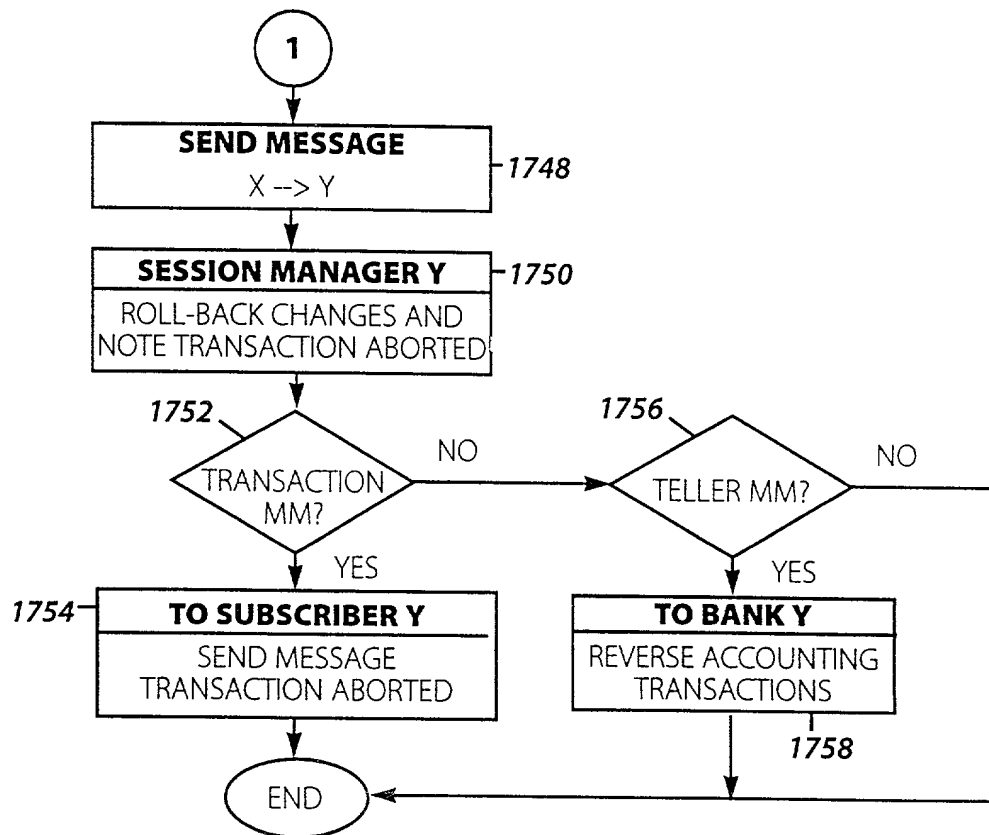 1
SEND MESSAGE
X --> Y
1748
SESSION MANAGER Y
1750
ROLL-BACK CHANGES AND
NOTE TRANSACTION ABORTED
1752
TRANSACTION
MM?
NO
1756
TELLER MM?
NO
YES
YES
1754
TO SUBSCRIBER Y
SEND MESSAGE
TRANSACTION ABORTED
TO BANK Y
REVERSE ACCOUNTING
TRANSACTIONS
1758
END